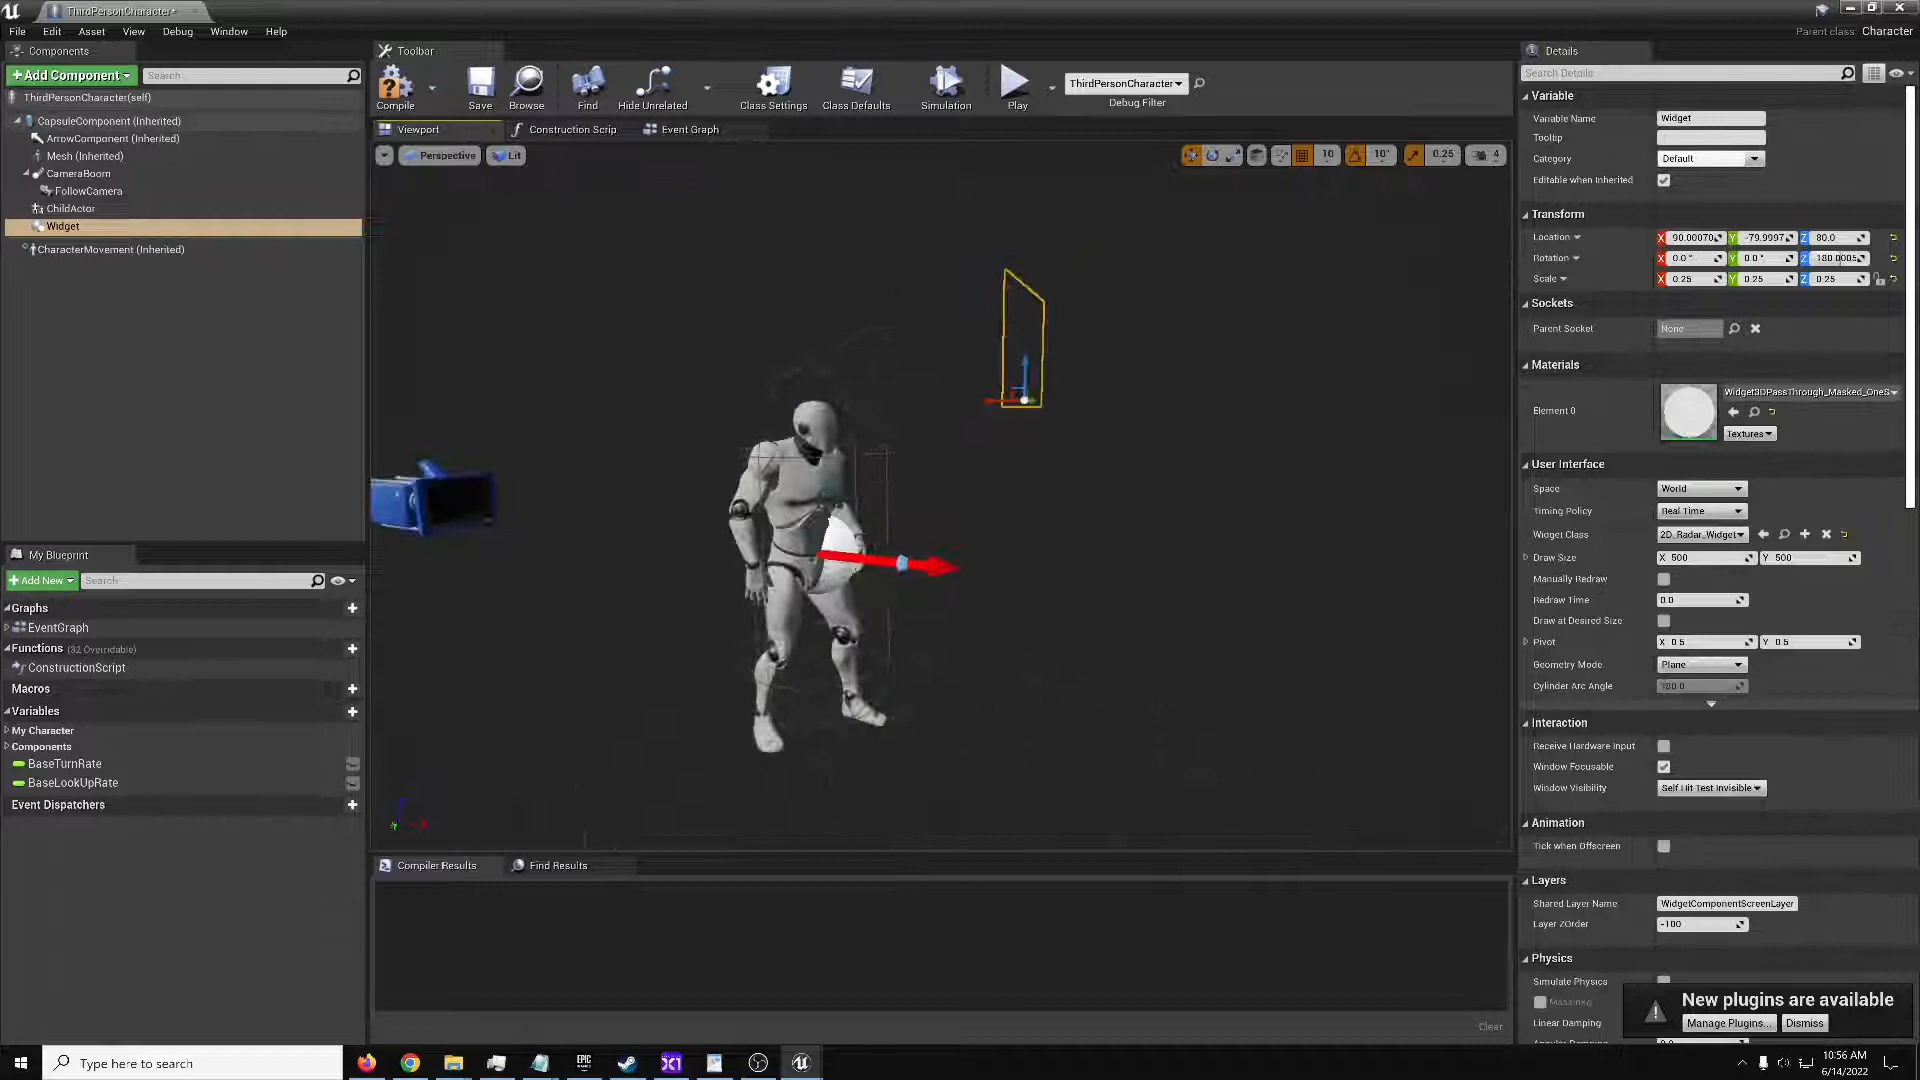 ThirdPersonCharacter*
File Edit Asset View Debug Window Help
Parent class: Character
Components
+Add Component
Search
ThirdPersonCharacter(self)
CapsuleComponent (Inherited)
ArrowComponent (Inherited)
Mesh (Inherited)
CameraBoom
FollowCamera
ChildActor
Widget
CharacterMovement (Inherited)
My Blueprint
+Add New
Search
Graphs
EventGraph
Functions (32 Overridable)
ConstructionScript
Macros
Variables
My Character
Components
BaseTurnRate
BaseLookUpRate
Event Dispatchers
Toolbar
Compile
Save
Browse
Find
Hide Unrelated
Class Settings
Class Defaults
Simulation
Play
ThirdPersonCharacter
Debug Filter
Viewport
Construction Scrip
Event Graph
Perspective
Lit
10
10°
0.25
4
Compiler Results
Find Results
Clear
Details
Search Details
Variable
Variable Name Widget
Tooltip
Category Default
Editable when Inherited
Transform
Location X 90.00070 Y -79.9997 Z 80.0
Rotation X 0.0° Y 0.0° Z 180.0005
Scale X 0.25 Y 0.25 Z 0.25
Sockets
Parent Socket None
Materials
Element 0
Widget3DPassThrough_Masked_OneS
Textures
User Interface
Space World
Timing Policy Real Time
Widget Class 2D_Radar_Widget
Draw Size X 500 Y 500
Manually Redraw
Redraw Time 0.0
Draw at Desired Size
Pivot X 0.5 Y 0.5
Geometry Mode Plane
Cylinder Arc Angle 180.0
Interaction
Receive Hardware Input
Window Focusable
Window Visibility Self Hit Test Invisible
Animation
Tick when Offscreen
Layers
Shared Layer Name WidgetComponentScreenLayer
Layer ZOrder -100
Physics
Simulate Physics
Linear Damping
New plugins are available
Manage Plugins...
Dismiss
Type here to search
EPIC GAMES
10:56 AM
6/14/2022